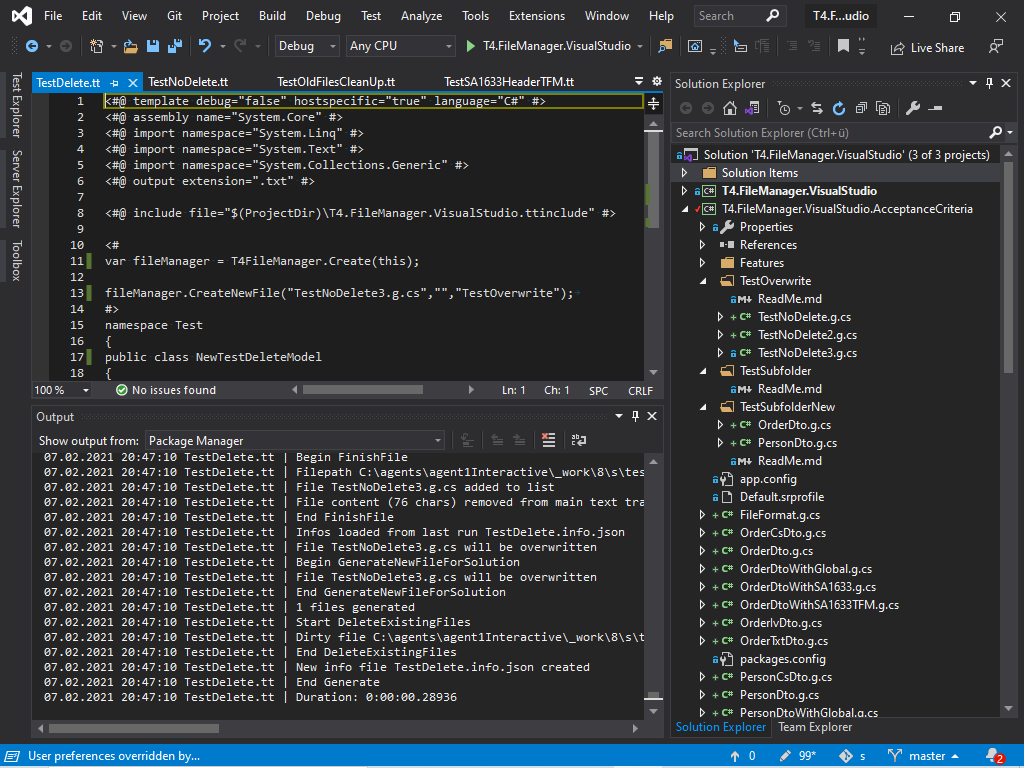 File Edit View Git Project Build Debug Test Analyze Tools Extensions Window Help Search T4.F...udio
Debug Any CPU T4.FileManager.VisualStudio Live Share
Test Explorer
Server Explorer
Toolbox
TestDelete.tt TestNoDelete.tt TestOldFilesCleanUp.tt TestSA1633HeaderTFM.tt
1 <#@ template debug="false" hostspecific="true" language="C#" #>
2 <#@ assembly name="System.Core" #>
3 <#@ import namespace="System.Linq" #>
4 <#@ import namespace="System.Text" #>
5 <#@ import namespace="System.Collections.Generic" #>
6 <#@ output extension=".txt" #>
7
8 <#@ include file="$(ProjectDir)\T4.FileManager.VisualStudio.ttinclude" #>
9
10 <#
11 var fileManager = T4FileManager.Create(this);
12
13 fileManager.CreateNewFile("TestNoDelete3.g.cs","","TestOverwrite");
14 #>
15 namespace Test
16 {
17 public class NewTestDeleteModel
18 {
100 % No issues found Ln: 1 Ch: 1 SPC CRLF
Output
Show output from: Package Manager
07.02.2021 20:47:10 TestDelete.tt | Begin FinishFile
07.02.2021 20:47:10 TestDelete.tt | Filepath C:\agents\agent1Interactive\_work\8\s\tes
07.02.2021 20:47:10 TestDelete.tt | File TestNoDelete3.g.cs added to list
07.02.2021 20:47:10 TestDelete.tt | File content (76 chars) removed from main text tra
07.02.2021 20:47:10 TestDelete.tt | End FinishFile
07.02.2021 20:47:10 TestDelete.tt | Infos loaded from last run TestDelete.info.json
07.02.2021 20:47:10 TestDelete.tt | File TestNoDelete3.g.cs will be overwritten
07.02.2021 20:47:10 TestDelete.tt | Begin GenerateNewFileForSolution
07.02.2021 20:47:10 TestDelete.tt | File TestNoDelete3.g.cs will be overwritten
07.02.2021 20:47:10 TestDelete.tt | End GenerateNewFileForSolution
07.02.2021 20:47:10 TestDelete.tt | 1 files generated
07.02.2021 20:47:10 TestDelete.tt | Start DeleteExistingFiles
07.02.2021 20:47:10 TestDelete.tt | Dirty file C:\agents\agent1Interactive\_work\8\s\t
07.02.2021 20:47:10 TestDelete.tt | End DeleteExistingFiles
07.02.2021 20:47:10 TestDelete.tt | New info file TestDelete.info.json created
07.02.2021 20:47:10 TestDelete.tt | End Generate
07.02.2021 20:47:10 TestDelete.tt | Duration: 0:00:00.28936
Solution Explorer
Search Solution Explorer (Ctrl+ü)
Solution 'T4.FileManager.VisualStudio' (3 of 3 projects)
Solution Items
C# T4.FileManager.VisualStudio
C# T4.FileManager.VisualStudio.AcceptanceCriteria
Properties
References
Features
TestOverwrite
M ReadMe.md
+ C# TestNoDelete.g.cs
+ C# TestNoDelete2.g.cs
C# TestNoDelete3.g.cs
TestSubfolder
M ReadMe.md
TestSubfolderNew
+ C# OrderDto.g.cs
+ C# PersonDto.g.cs
M ReadMe.md
app.config
Default.srprofile
+ C# FileFormat.g.cs
+ C# OrderCsDto.g.cs
+ C# OrderDto.g.cs
+ C# OrderDtoWithGlobal.g.cs
+ C# OrderDtoWithSA1633.g.cs
+ C# OrderDtoWithSA1633TFM.g.cs
+ C# OrderIvDto.g.cs
+ C# OrderTxtDto.g.cs
packages.config
+ C# PersonCsDto.g.cs
+ C# PersonDto.g.cs
+ C# PersonDtoWithGlobal.g.cs
Solution Explorer Team Explorer
User preferences overridden by... 0 99* s master 2